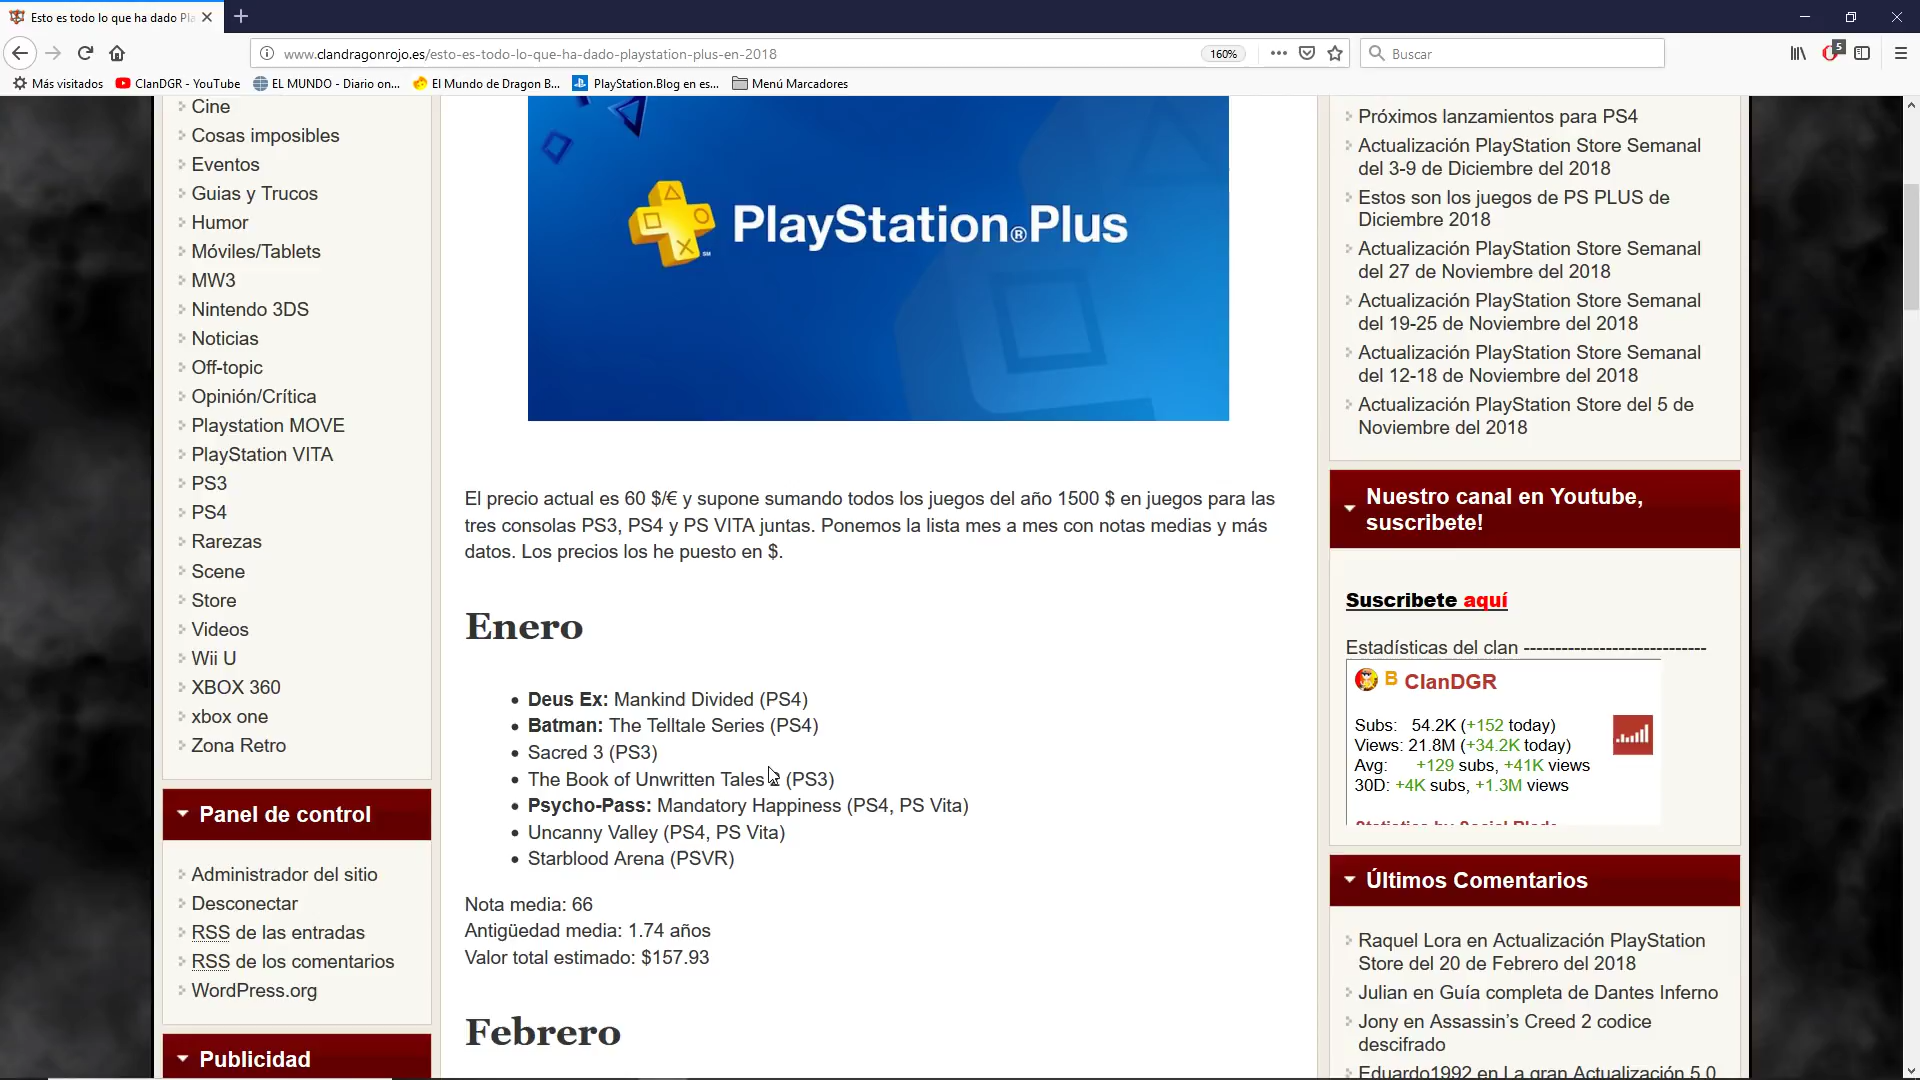 Esto es todo lo que ha dado Pla
www.clandragonrojo.es/esto-es-todo-lo-que-ha-dado-playstation-plus-en-2018
160%
Buscar
5
Más visitados
ClanDGR - YouTube
EL MUNDO - Diario on...
El Mundo de Dragon B...
PlayStation.Blog en es...
Menú Marcadores
Cine
Cosas imposibles
Eventos
Guias y Trucos
Humor
Móviles/Tablets
MW3
Nintendo 3DS
Noticias
Off-topic
Opinión/Crítica
Playstation MOVE
PlayStation VITA
PS3
PS4
Rarezas
Scene
Store
Videos
Wii U
XBOX 360
xbox one
Zona Retro
Panel de control
Administrador del sitio
Desconectar
RSS de las entradas
RSS de los comentarios
WordPress.org
Publicidad
PlayStation®Plus
El precio actual es 60 $/€ y supone sumando todos los juegos del año 1500 $ en juegos para las
tres consolas PS3, PS4 y PS VITA juntas. Ponemos la lista mes a mes con notas medias y más
datos. Los precios los he puesto en $.
Enero
Deus Ex: Mankind Divided (PS4)
Batman: The Telltale Series (PS4)
Sacred 3 (PS3)
The Book of Unwritten Tales 2 (PS3)
Psycho-Pass: Mandatory Happiness (PS4, PS Vita)
Uncanny Valley (PS4, PS Vita)
Starblood Arena (PSVR)
Nota media: 66
Antigüedad media: 1.74 años
Valor total estimado: $157.93
Febrero
Próximos lanzamientos para PS4
Actualización PlayStation Store Semanal
del 3-9 de Diciembre del 2018
Estos son los juegos de PS PLUS de
Diciembre 2018
Actualización PlayStation Store Semanal
del 27 de Noviembre del 2018
Actualización PlayStation Store Semanal
del 19-25 de Noviembre del 2018
Actualización PlayStation Store Semanal
del 12-18 de Noviembre del 2018
Actualización PlayStation Store del 5 de
Noviembre del 2018
Nuestro canal en Youtube,
suscribete!
Suscribete aquí
Estadísticas del clan ----------------------------
B ClanDGR
Subs: 54.2K (+152 today)
Views: 21.8M (+34.2K today)
Avg: +129 subs, +41K views
30D: +4K subs, +1.3M views
Statistics by Social Blade
Últimos Comentarios
Raquel Lora en Actualización PlayStation
Store del 20 de Febrero del 2018
Julian en Guía completa de Dantes Inferno
Jony en Assassin's Creed 2 codice
descifrado
Eduardo1992 en La gran Actualización 5.0